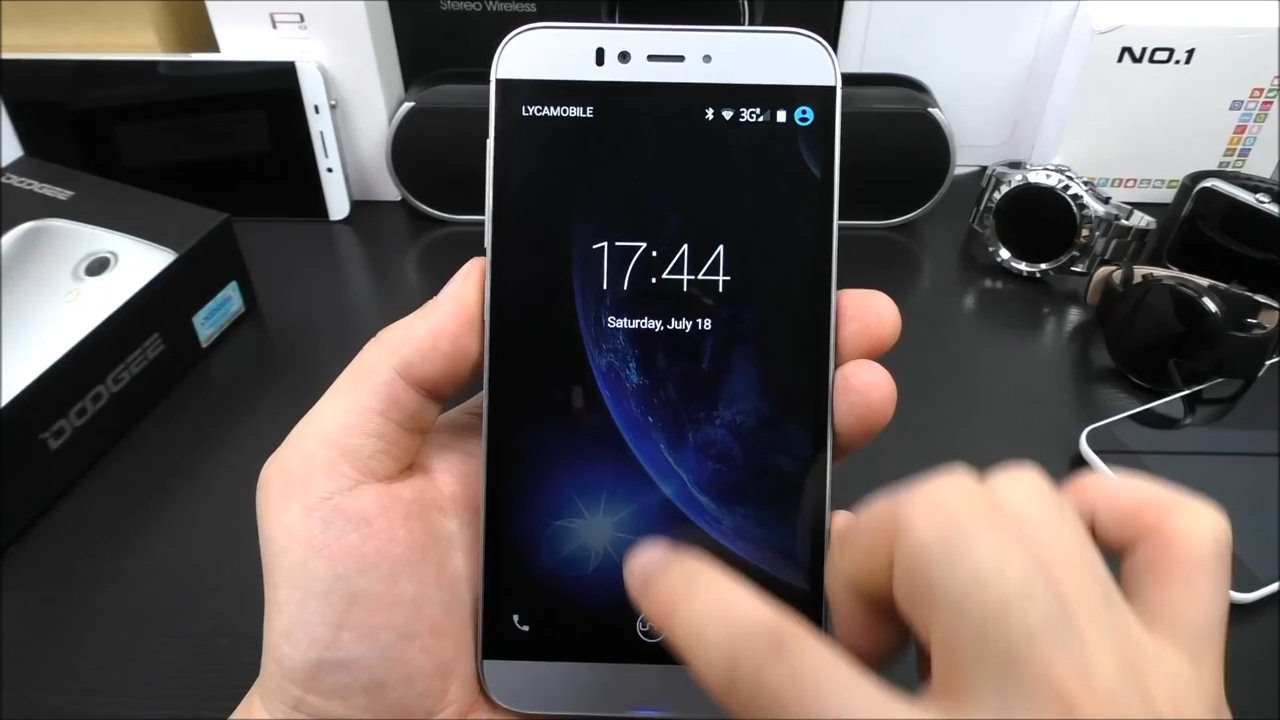 Stereo Wireless
P
NO.1
LYCAMOBILE
3G
DOOGEE
17:44
Saturday, July 18
DOOGEE